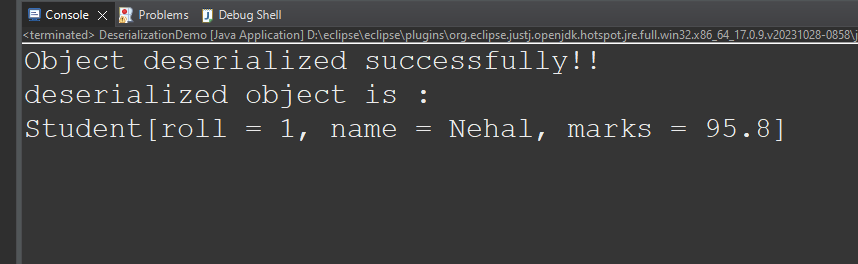 Console Problems Debug Shell
<terminated> DeserializationDemo [Java Application] D:\eclipse\eclipse\plugins\org.eclipse.justj.openjdk.hotspot.jre.full.win32.x86_64_17.0.9.v20231028-0858\j
Object deserialized successfully!!
deserialized object is :
Student[roll = 1, name = Nehal, marks = 95.8]